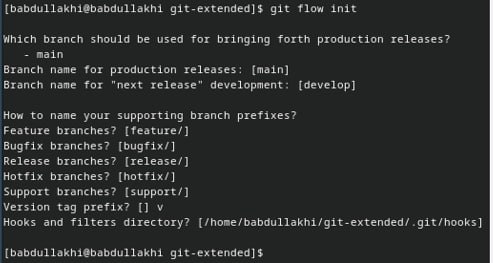 [babdullakhi@babdullakhi git-extended]$ git flow init
Which branch should be used for bringing forth production releases?
- main
Branch name for production releases: [main]
Branch name for "next release" development: [develop]
How to name your supporting branch prefixes?
Feature branches? [feature/]
Bugfix branches? [bugfix/]
Release branches? [release/]
Hotfix branches? [hotfix/]
Support branches? [support/]
Version tag prefix? [] v
Hooks and filters directory? [/home/babdullakhi/git-extended/.git/hooks]
[babdullakhi@babdullakhi git-extended]$